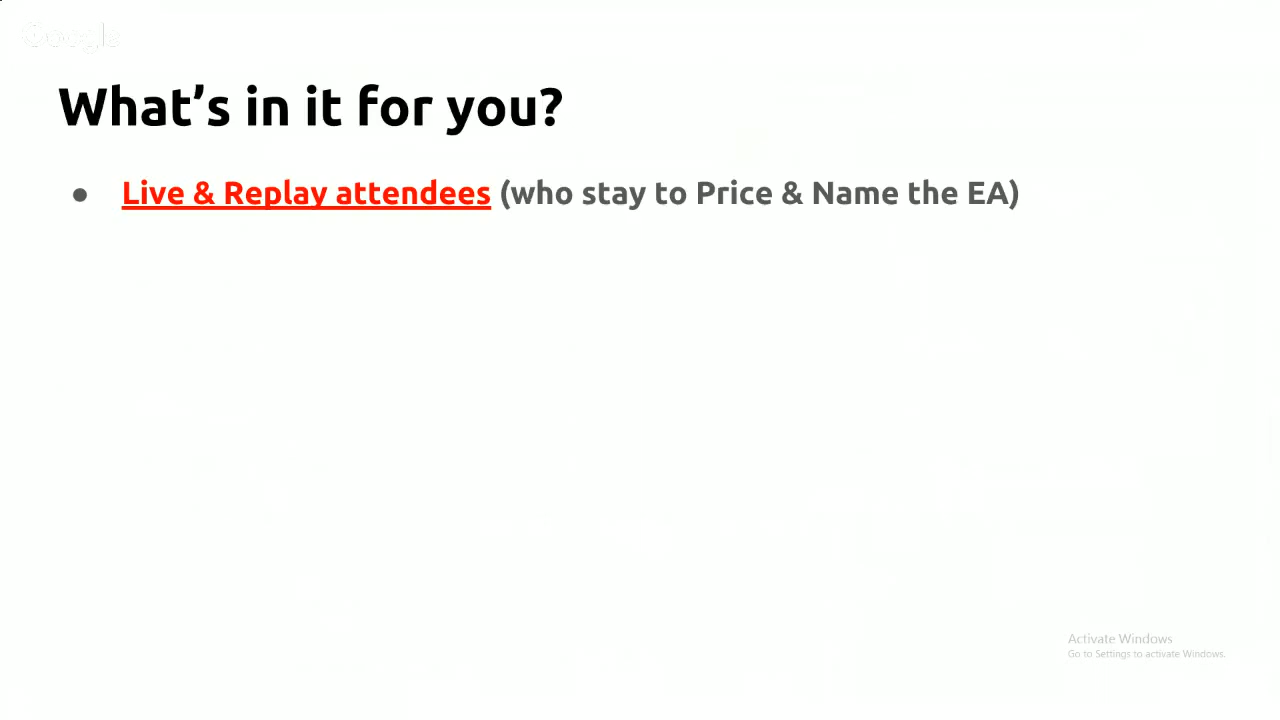 Google
What's in it for you?
● Live & Replay attendees (who stay to Price & Name the EA)
Activate Windows
Go to Settings to activate Windows.